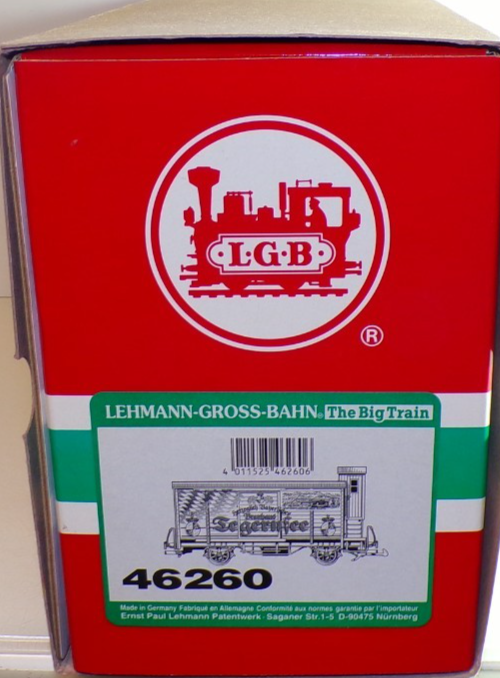 L·G·B
®
LEHMANN-GROSS-BAHN® The Big Train
4 011525 462606
Tegernsee
46260
Made in Germany Fabriqué en Allemagne Conformité aux normes garantie par l'importateur
Ernst Paul Lehmann Patentwerk · Saganer Str.1-5 D-90475 Nürnberg